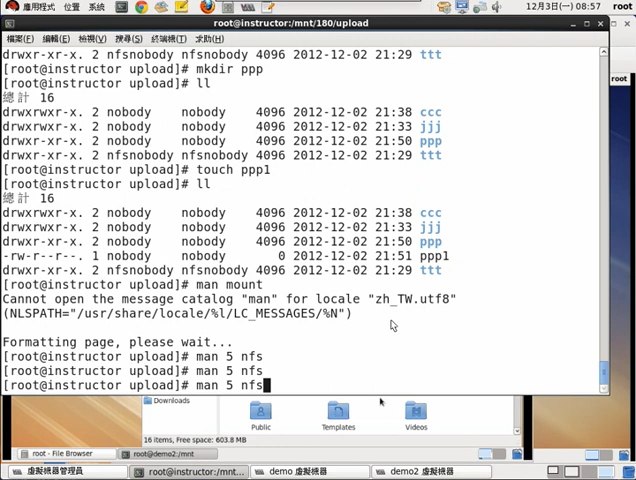 應用程式 位置 系統
12月3日(一) 08:57
root
root@instructor:/mnt/180/upload
檔案(F) 編輯(E) 檢視(V) 搜尋(S) 終端機(T) 求助(H)
drwxr-xr-x. 2 nfsnobody nfsnobody 4096 2012-12-02 21:29 ttt
[root@instructor upload]# mkdir ppp
[root@instructor upload]# ll
總計 16
drwxrwxr-x. 2 nobody nobody 4096 2012-12-02 21:38 ccc
drwxrwxr-x. 2 nobody nobody 4096 2012-12-02 21:33 jjj
drwxr-xr-x. 2 nobody nobody 4096 2012-12-02 21:50 ppp
drwxr-xr-x. 2 nfsnobody nfsnobody 4096 2012-12-02 21:29 ttt
[root@instructor upload]# touch ppp1
[root@instructor upload]# ll
總計 16
drwxrwxr-x. 2 nobody nobody 4096 2012-12-02 21:38 ccc
drwxrwxr-x. 2 nobody nobody 4096 2012-12-02 21:33 jjj
drwxr-xr-x. 2 nobody nobody 4096 2012-12-02 21:50 ppp
-rw-r--r--. 1 nobody nobody 0 2012-12-02 21:51 ppp1
drwxr-xr-x. 2 nfsnobody nfsnobody 4096 2012-12-02 21:29 ttt
[root@instructor upload]# man mount
Cannot open the message catalog "man" for locale "zh_TW.utf8"
(NLSPATH="/usr/share/locale/%l/LC_MESSAGES/%N")
Formatting page, please wait...
[root@instructor upload]# man 5 nfs
[root@instructor upload]# man 5 nfs
[root@instructor upload]# man 5 nfs
Downloads
Public Templates Videos
16 items, Free space: 603.8 MB
root - File Browser root@demo2:/mnt
虛擬機器管理員 root@instructor:/mnt... demo 虛擬機器 demo2 虛擬機器